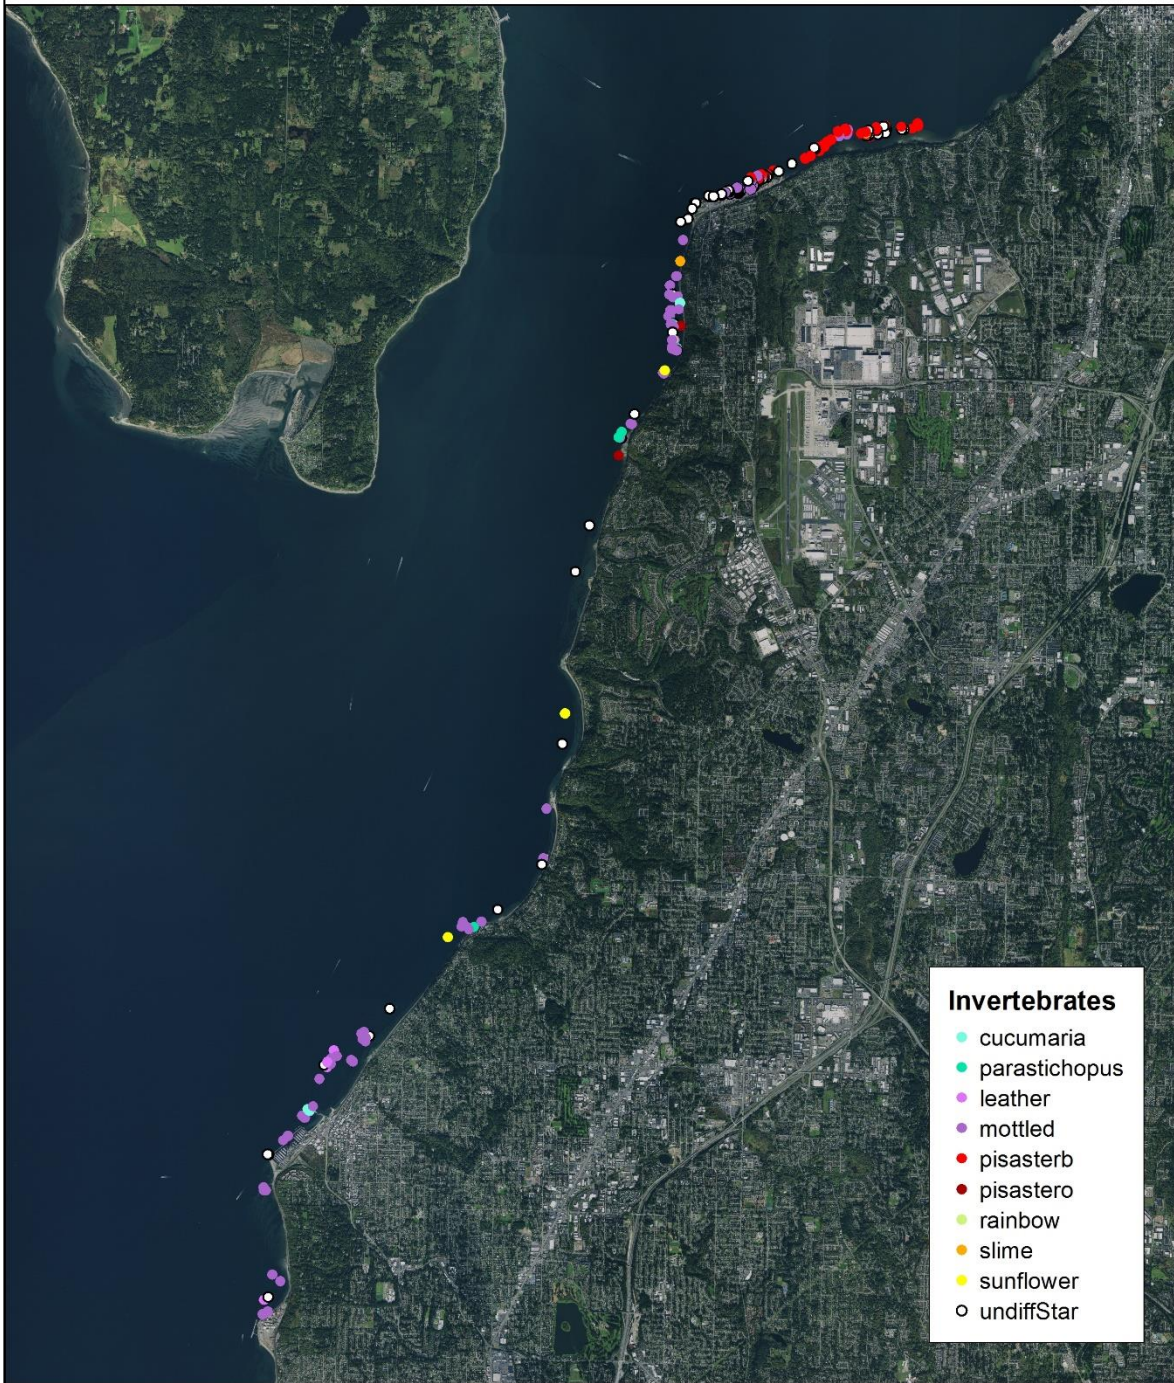 Invertebrates
cucumaria
parastichopus
leather
mottled
pisasterb
pisastero
rainbow
slime
sunflower
undiffStar